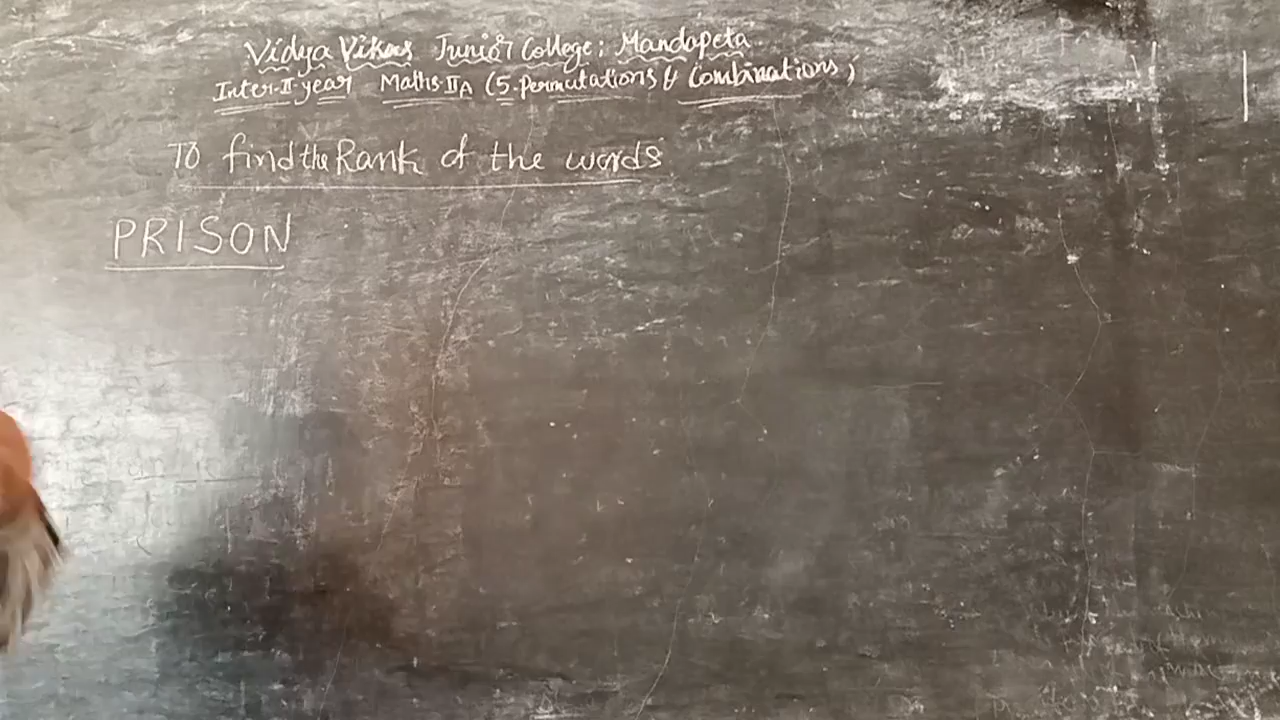 Vidya Vikas Junior College: Mandapeta
Inter-II year Maths-IIA (5. Permutations & Combinations)
To find the Rank of the words
PRISON